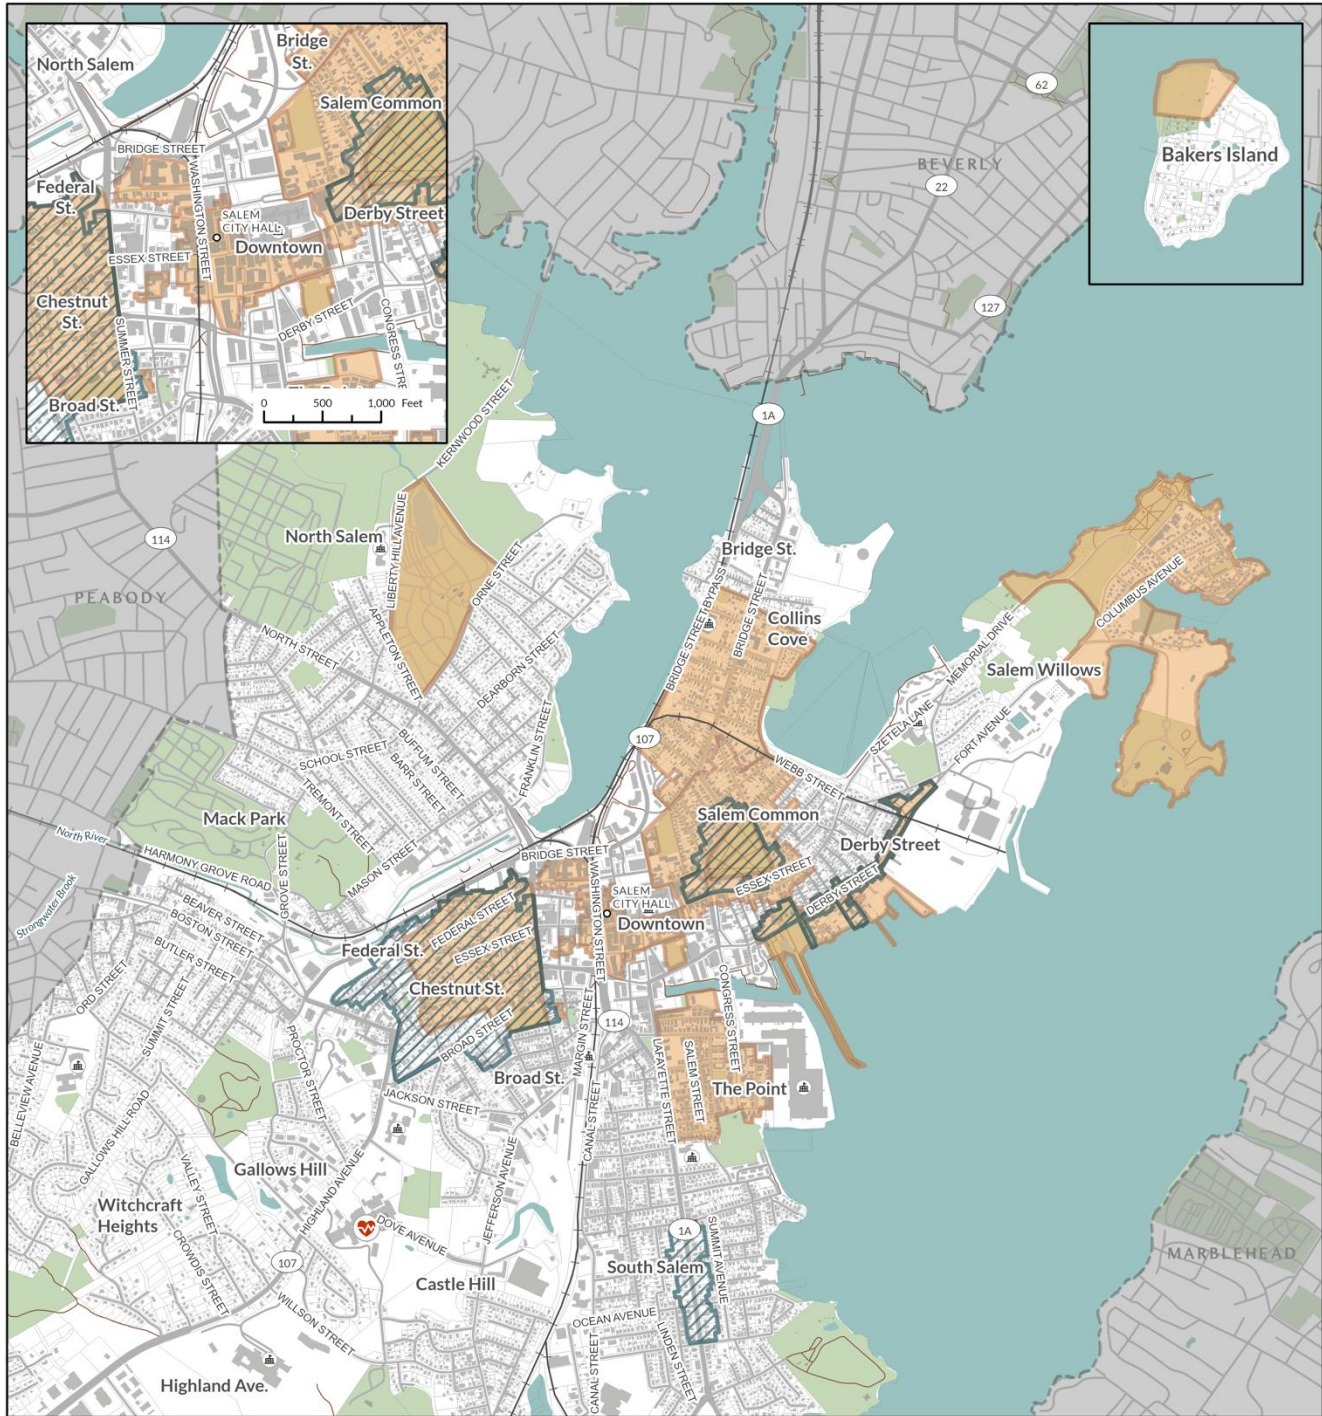 North Salem
Bridge
St.
Salem Common
BRIDGE STREET
WASHINGTON STREET
Federal
St.
SALEM
CITY HALL
Derby Street
Downtown
ESSEX STREET
Chestnut
St.
SUMMER STREET
DERBY STREET
CONGRESS STRE
Broad St.
0 500 1,000 Feet
Bakers Island
62
BEVERLY
22
127
1A
KERNWOOD STREET
114
North Salem
LIBERTY HILL AVENUE
ORNE STREET
PEABODY
APPLETON STREET
NORTH STREET
DEARBORN STREET
FRANKLIN STREET
SCHOOL STREET
BUFFUM STREET
BARR STREET
TREMONT STREET
MASON STREET
Mack Park
GROVE STREET
North River
HARMONY GROVE ROAD
Strongwater Brook
Bridge St.
BRIDGE STREET BYPASS
BRIDGE STREET
Collins
Cove
COLUMBUS AVENUE
MEMORIAL DRIVE
Salem Willows
SZETELA LANE
FORT AVENUE
107
WEBB STREET
Salem Common
Derby Street
BRIDGE STREET
WASHINGTON STREET
ESSEX STREET
DERBY STREET
SALEM
CITY HALL
Downtown
BEAVER STREET
BOSTON STREET
BUTLER STREET
Federal St.
FEDERAL STREET
ESSEX STREET
Chestnut St.
BROAD STREET
Broad St.
ORD STREET
SUMMIT STREET
PROCTOR STREET
BELLEVIEW AVENUE
GALLOWS HILL ROAD
VALLEY STREET
JACKSON STREET
MARGIN STREET
114
CANAL STREET
LAFAYETTE STREET
SALEM STREET
CONGRESS STREET
The Point
Gallows Hill
HIGHLAND AVENUE
JEFFERSON AVENUE
Witchcraft
Heights
CROWDIS STREET
DOVE AVENUE
107
Castle Hill
WILLSON STREET
1A
SUMMIT AVENUE
South Salem
OCEAN AVENUE
CANAL STREET
LINDEN STREET
Highland Ave.
MARBLEHEAD